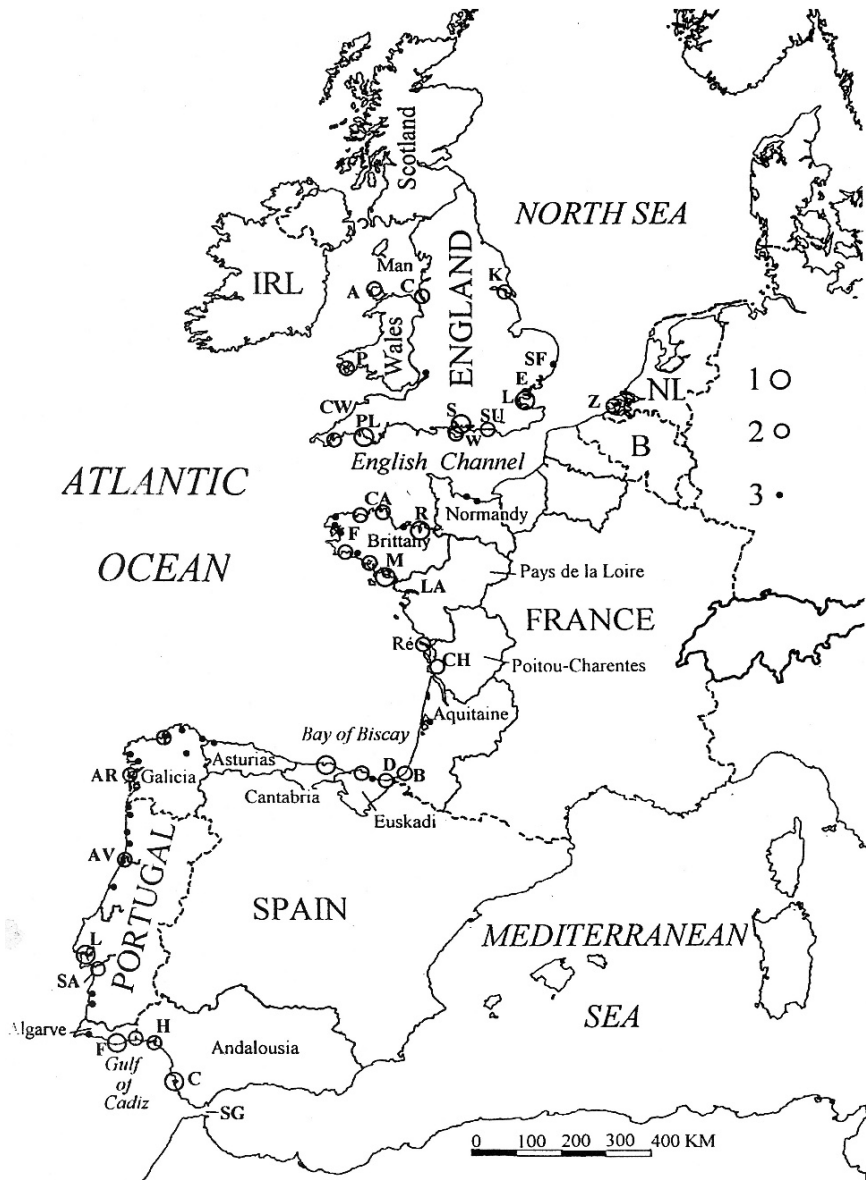 Scotland
NORTH SEA
Man
IRL
A
C
K
ENGLAND
Wales
P
SF
E
L
NL
1
Z
CW
PL
S
SU
W
B
2
English Channel
ATLANTIC
OCEAN
3
CA
R
Normandy
F
Brittany
M
LA
Pays de la Loire
FRANCE
Ré
CH
Poitou-Charentes
Aquitaine
Bay of Biscay
Asturias
D
B
AR
Galicia
Cantabria
Euskadi
AV
PORTUGAL
SPAIN
MEDITERRANEAN
SEA
L
SA
Algarve
F
H
Andalousia
Gulf
of
Cadiz
C
SG
0 100 200 300 400 KM